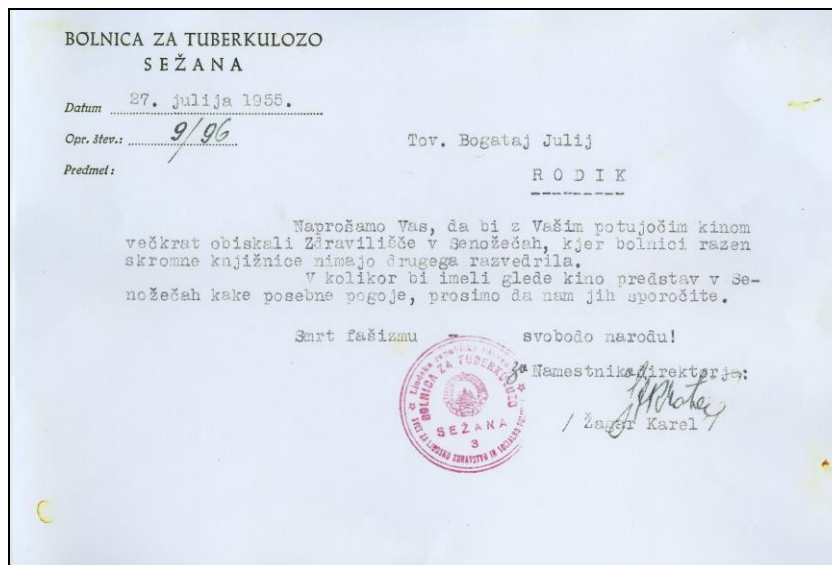 BOLNICA ZA TUBERKULOZO
SEŽANA
Datum 27. julija 1955.
Opr. štev.: 9/96
Predmet:
Tov. Bogataj Julij
RODIK
Naprošamo Vas, da bi z Vašim potujočim kinom
večkrat obiskali Zdravilišče v Senožečah, kjer bolnici razen
skromne knjižnice nimajo drugega razvedrila.
V kolikor bi imeli glede kino predstav v Se-
nožečah kake posebne pogoje, prosimo da nam jih sporočite.
Smrt fašizmu - svobodo narodu!
za Namestnik direktorja:
/ Žagar Karel /
BOLNICA ZA TUBERKULOZO
SEŽANA
3